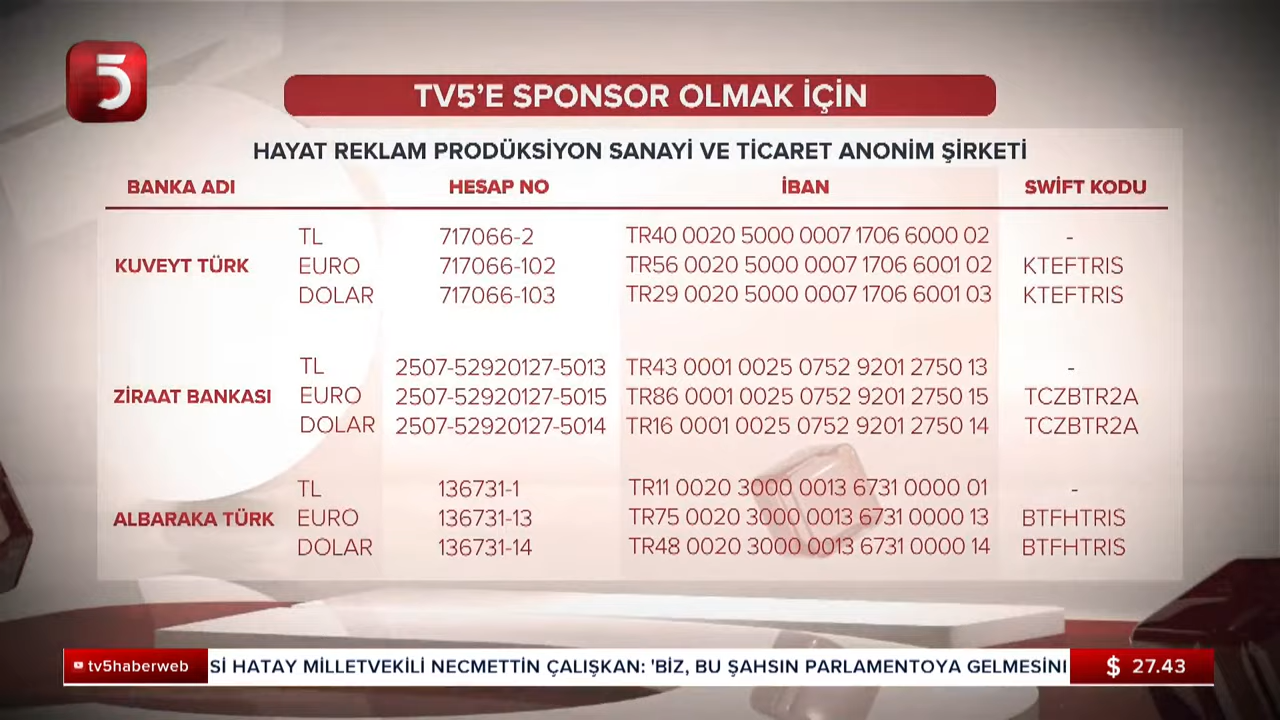 5
TV5'E SPONSOR OLMAK İÇİN
HAYAT REKLAM PRODÜKSİYON SANAYİ VE TİCARET ANONİM ŞİRKETİ
BANKA ADI HESAP NO İBAN SWİFT KODU
TL 717066-2 TR40 0020 5000 0007 1706 6000 02 -
KUVEYT TÜRK EURO 717066-102 TR56 0020 5000 0007 1706 6001 02 KTEFTRIS
DOLAR 717066-103 TR29 0020 5000 0007 1706 6001 03 KTEFTRIS
TL 2507-52920127-5013 TR43 0001 0025 0752 9201 2750 13 -
ZİRAAT BANKASI EURO 2507-52920127-5015 TR86 0001 0025 0752 9201 2750 15 TCZBTR2A
DOLAR 2507-52920127-5014 TR16 0001 0025 0752 9201 2750 14 TCZBTR2A
TL 136731-1 TR11 0020 3000 0013 6731 0000 01 -
ALBARAKA TÜRK EURO 136731-13 TR75 0020 3000 0013 6731 0000 13 BTFHTRIS
DOLAR 136731-14 TR48 0020 3000 0013 6731 0000 14 BTFHTRIS
tv5haberweb Sİ HATAY MİLLETVEKİLİ NECMETTİN ÇALIŞKAN: 'BİZ, BU ŞAHSIN PARLAMENTOYA GELMESİNİ $ 27.43